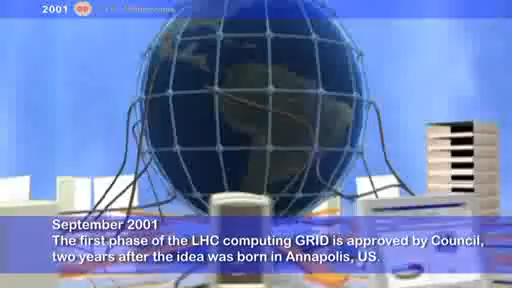 2001
September 2001
The first phase of the LHC computing GRID is approved by Council,
two years after the idea was born in Annapolis, US.